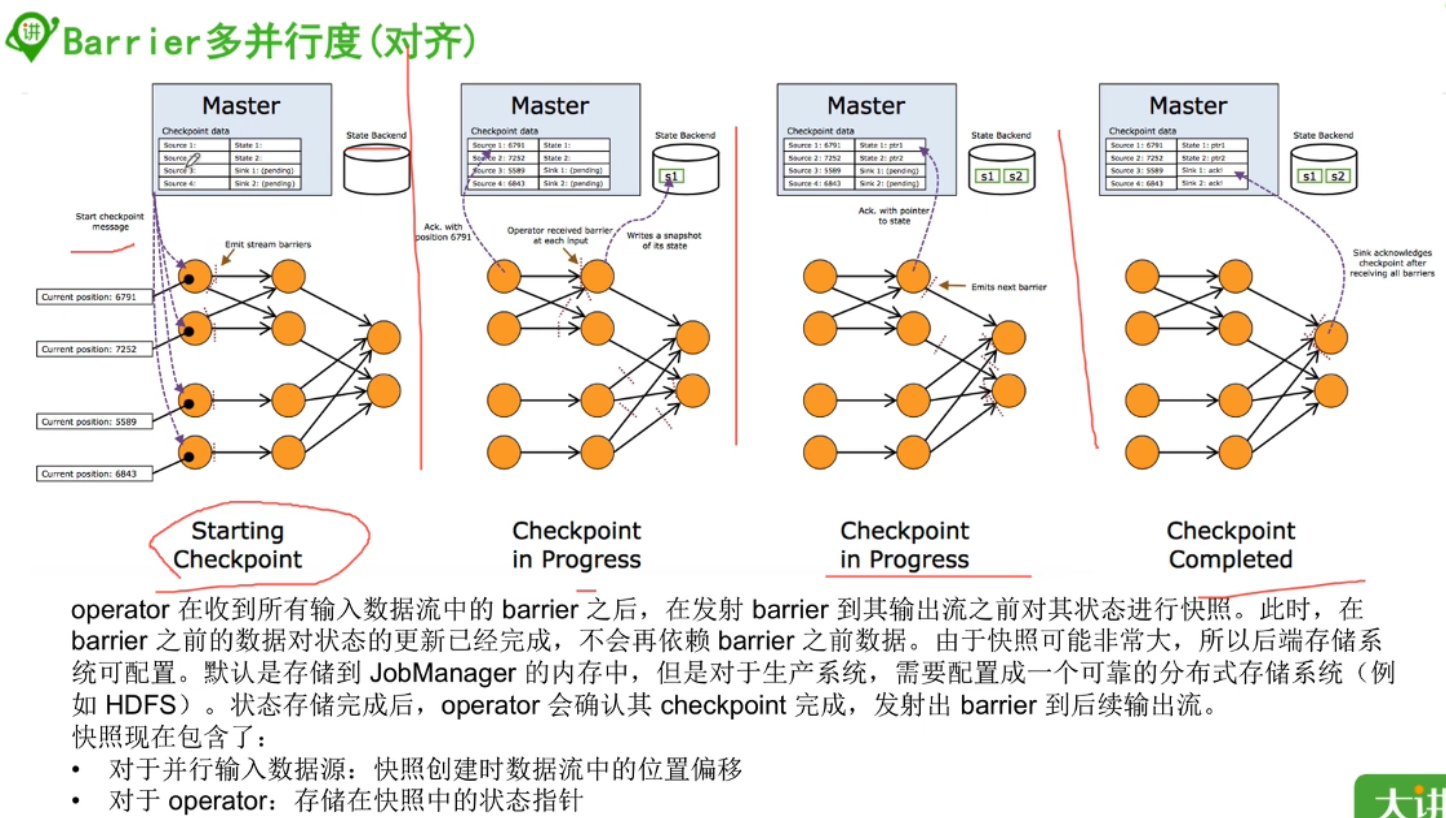 讲
Barrier多并行度(对齐)
Master
Checkpoint data
Source 1:
State 1:
Source
State 2:
Source 3:
Sink 1: (pending)
Source 4:
Sink 2: (pending)
State Backend
Start checkpoint
message
Emit stream barriers
Current position: 6791
Current position: 7252
Current position: 5589
Current position: 6843
Starting
Checkpoint
Master
Checkpoint data
Source 1: 6791
State 1:
Source 2: 7252
State 2:
Source 3: 5589
Sink 1: (pending)
Source 4: 6843
Sink 2: (pending)
State Backend
s1
Ack. with
position 6791
Operator received barrier
at each input
Writes a snapshot
of its state
Checkpoint
in Progress
Master
Checkpoint data
Source 1: 6791
State 1: ptr1
Source 2: 7252
State 2: ptr2
Source 3: 5589
Sink 1: (pending)
Source 4: 6843
Sink 2: (pending)
State Backend
s1 s2
Ack. with pointer
to state
Emits next barrier
Checkpoint
in Progress
Master
Checkpoint data
Source 1: 6791
State 1: ptr1
Source 2: 7252
State 2: ptr2
Source 3: 5589
Sink 1: ack!
Source 4: 6843
Sink 2: ack!
State Backend
s1 s2
Sink acknowledges
checkpoint after
receiving all barriers
Checkpoint
Completed
operator 在收到所有输入数据流中的 barrier 之后，在发射 barrier 到其输出流之前对其状态进行快照。此时，在
barrier 之前的数据对状态的更新已经完成，不会再依赖 barrier 之前数据。由于快照可能非常大，所以后端存储系
统可配置。默认是存储到 JobManager 的内存中，但是对于生产系统，需要配置成一个可靠的分布式存储系统（例
如 HDFS）。状态存储完成后，operator 会确认其 checkpoint 完成，发射出 barrier 到后续输出流。
快照现在包含了：
• 对于并行输入数据源：快照创建时数据流中的位置偏移
• 对于 operator：存储在快照中的状态指针
大讲